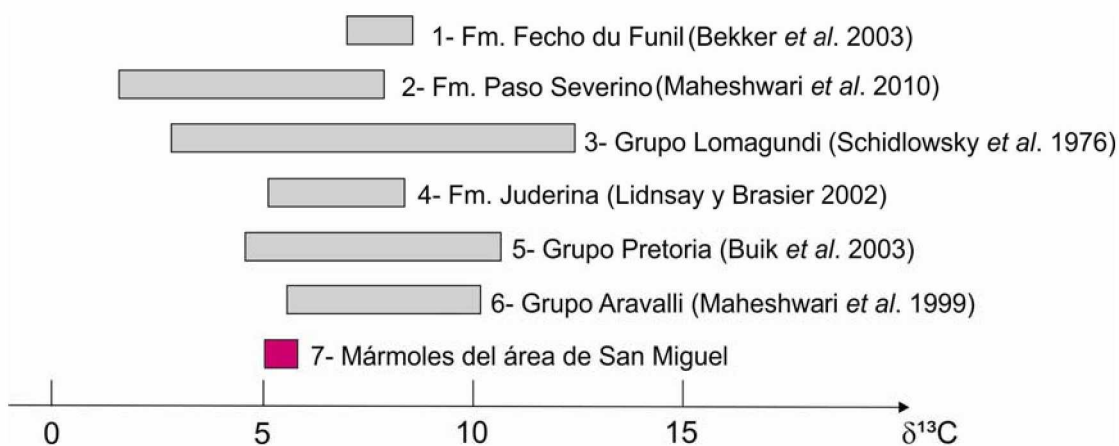 1- Fm. Fecho du Funil (Bekker et al. 2003)
2- Fm. Paso Severino (Maheshwari et al. 2010)
3- Grupo Lomagundi (Schidlowsky et al. 1976)
4- Fm. Juderina (Lidnsay y Brasier 2002)
5- Grupo Pretoria (Buik et al. 2003)
6- Grupo Aravalli (Maheshwari et al. 1999)
7- Mármoles del área de San Miguel
0 5 10 15 δ¹³C